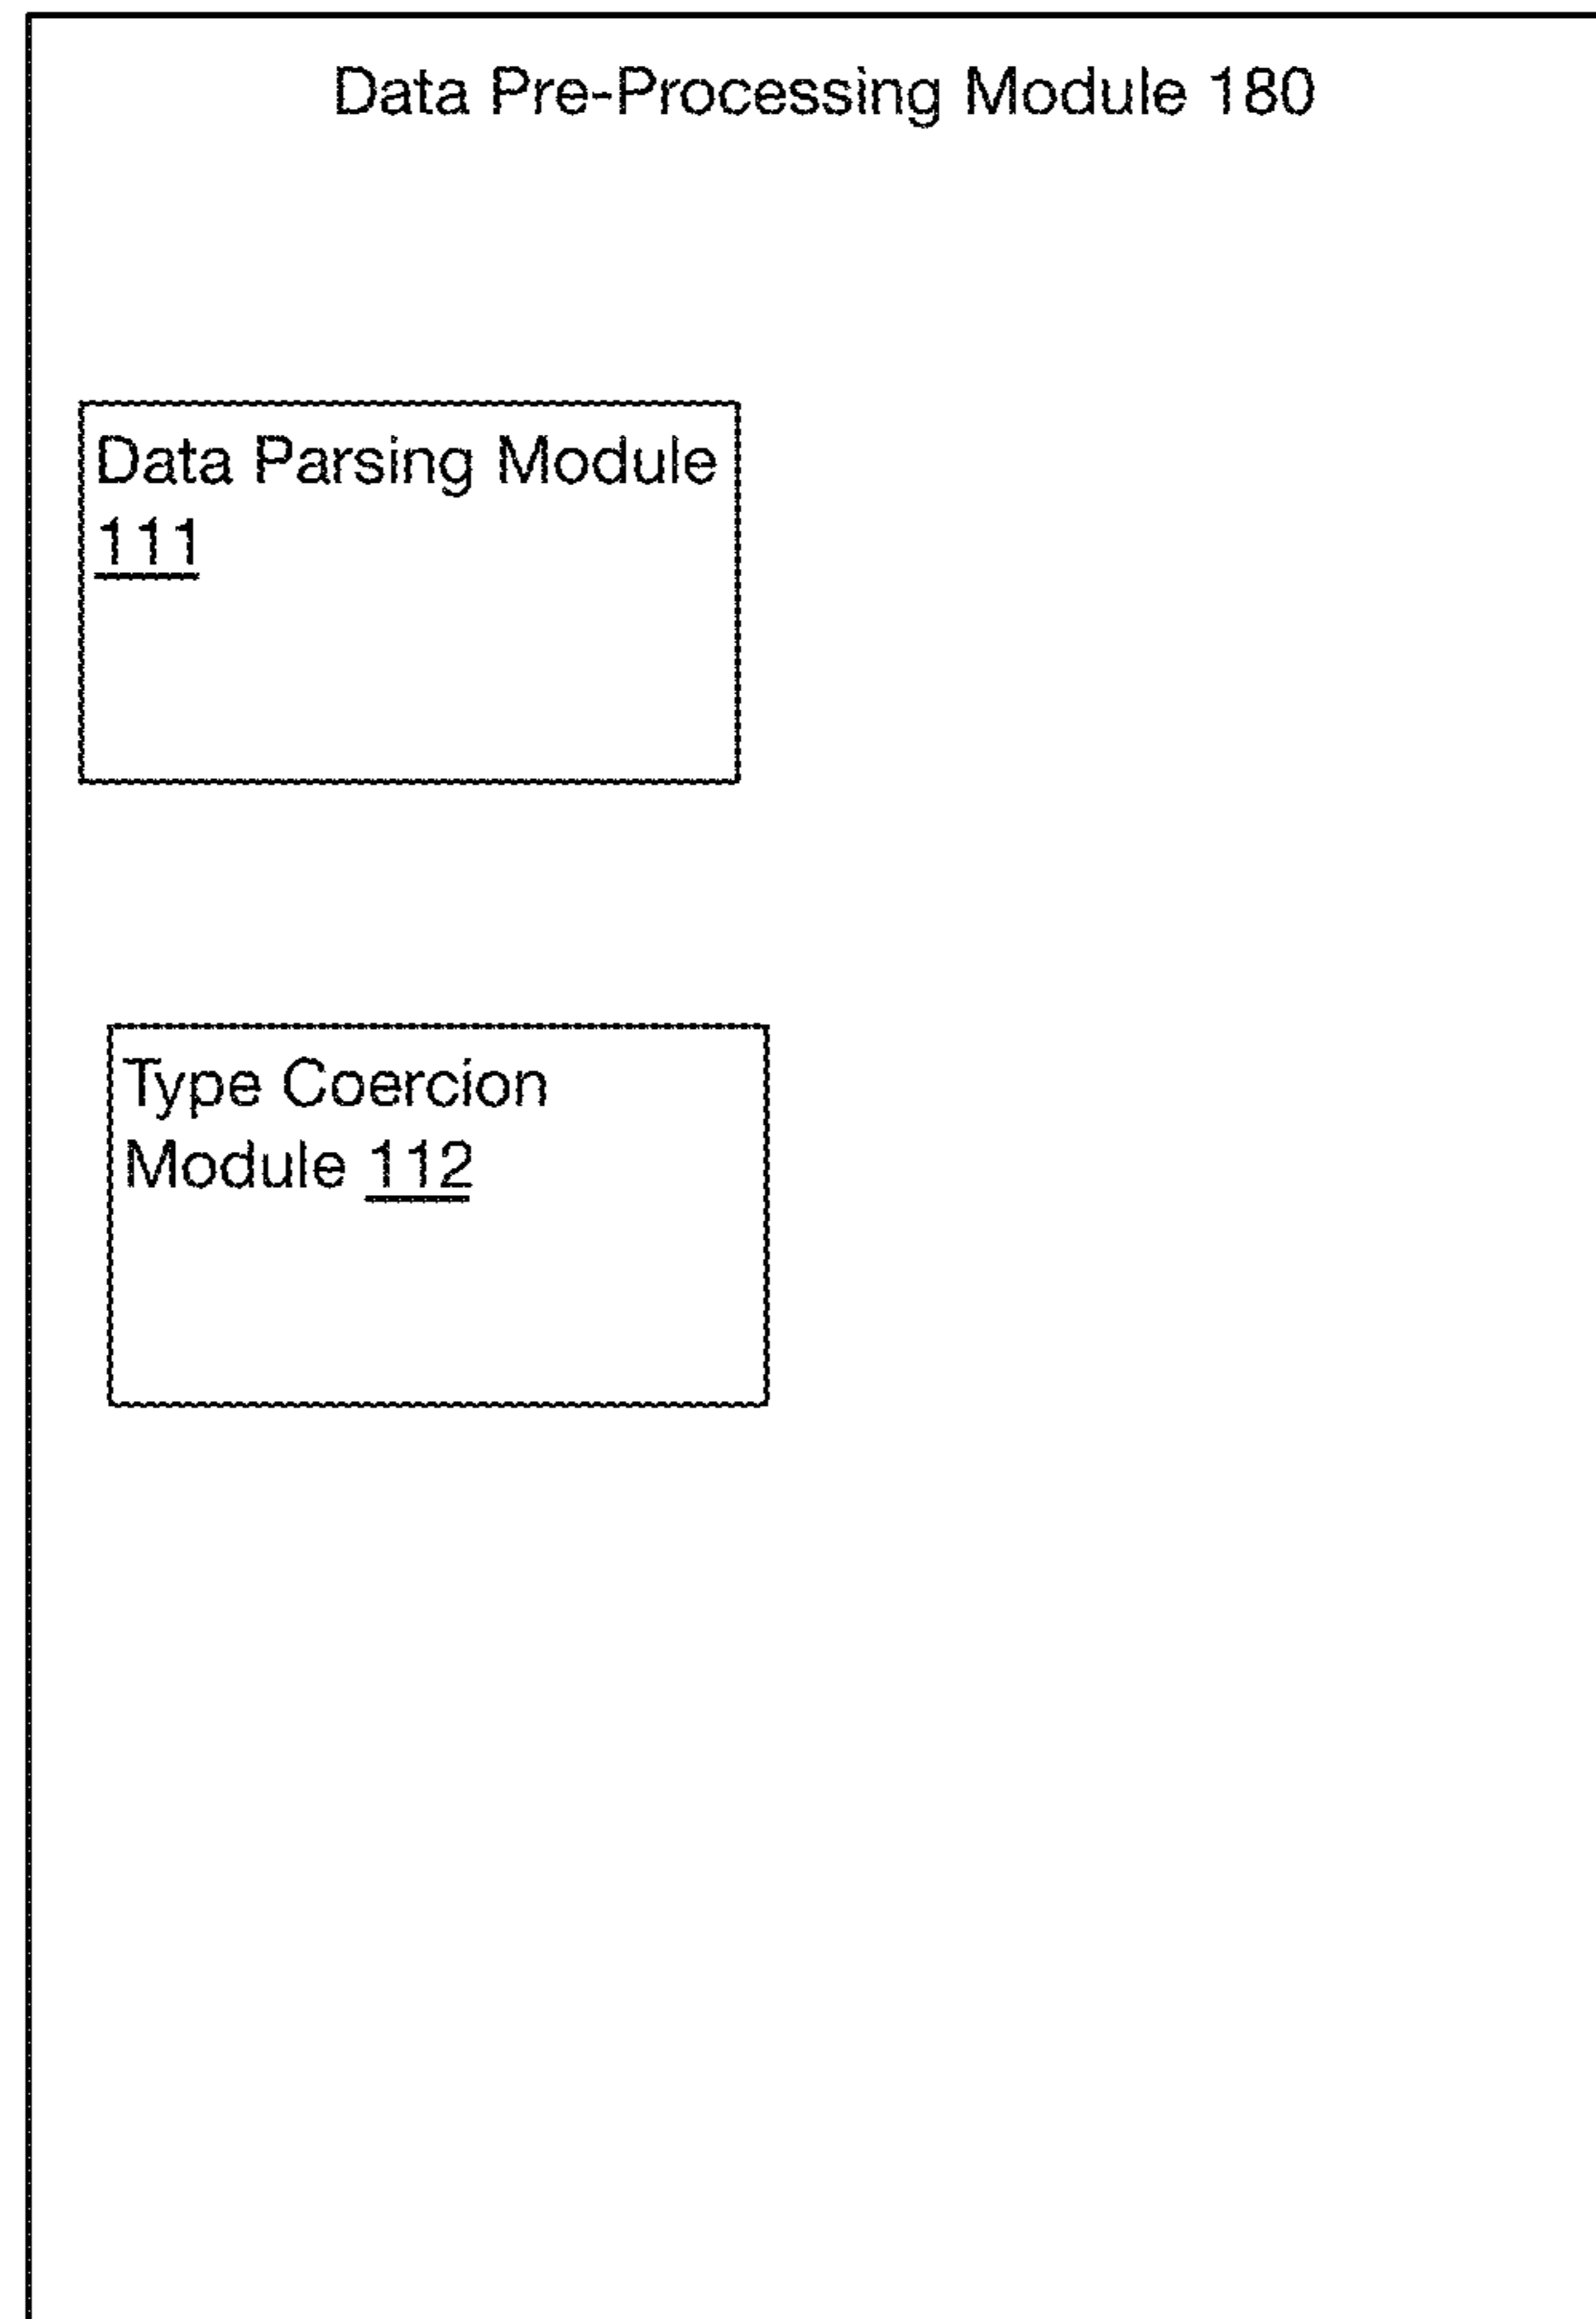 Data Pre-Processing Module 180
Data Parsing Module
111
Type Coercion
Module 112